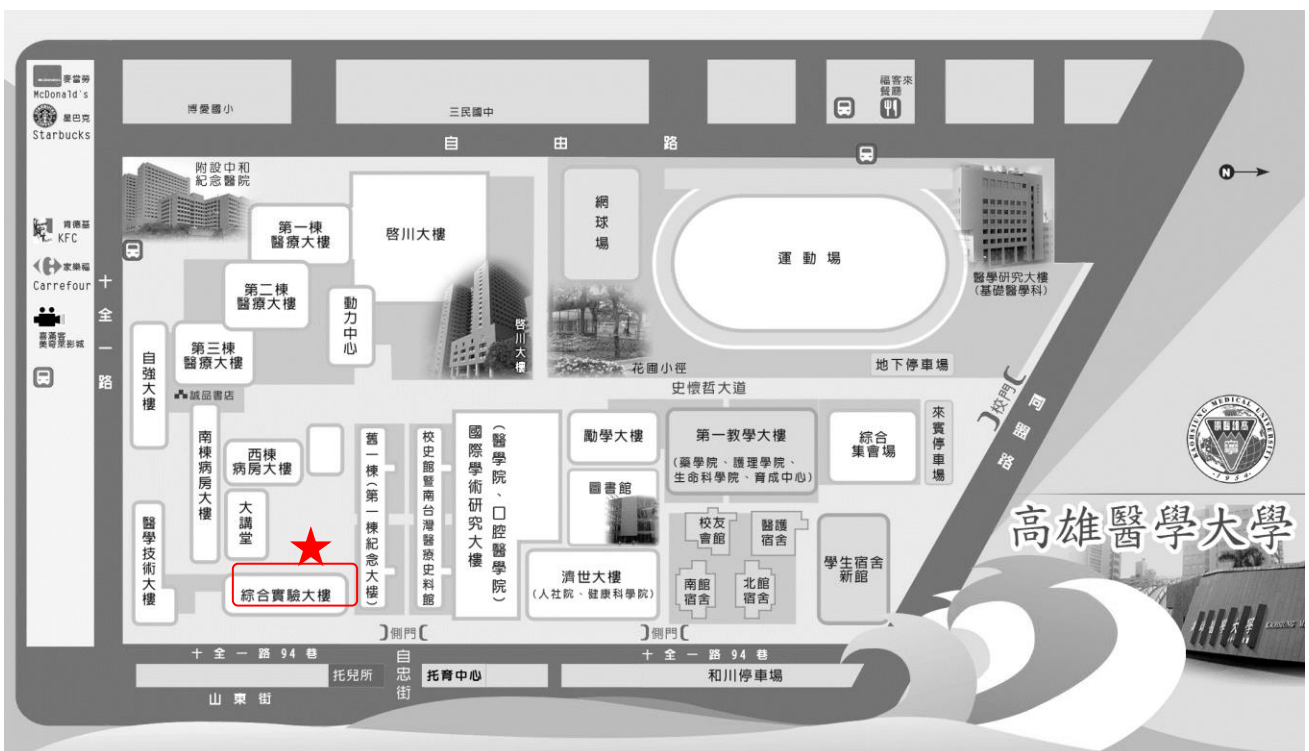 麥當勞
McDonald's
星巴克
Starbucks
肯德基
KFC
家樂福
Carrefour
喜滿客
美奇萊影城
十全一路
博愛國小
三民國中
福客來
餐廳
自由路
N
附設中和
紀念醫院
第一棟
醫療大樓
啓川大樓
第二棟
醫療大樓
動力中心
啓川大樓
第三棟
醫療大樓
自強大樓
誠品書店
網球場
運動場
醫學研究大樓
(基礎醫學科)
花圃小徑
地下停車場
史懷哲大道
校門
同盟路
南棟病房大樓
西棟
病房大樓
大講堂
醫學技術大樓
綜合實驗大樓
舊一棟(第一棟紀念大樓)
校史館暨南台灣醫療史料館
國際學術研究大樓
(醫學院、口腔醫學院)
勵學大樓
圖書館
濟世大樓
(人社院、健康科學院)
第一教學大樓
(藥學院、護理學院、
生命科學院、育成中心)
綜合
集會場
來賓停車場
校友
會館
醫護
宿舍
南館
宿舍
北館
宿舍
學生宿舍
新館
側門
側門
十全一路94巷
十全一路94巷
自忠街
托兒所
托育中心
和川停車場
山東街
KAOHSIUNG MEDICAL UNIVERSITY
1954
高雄醫學大學